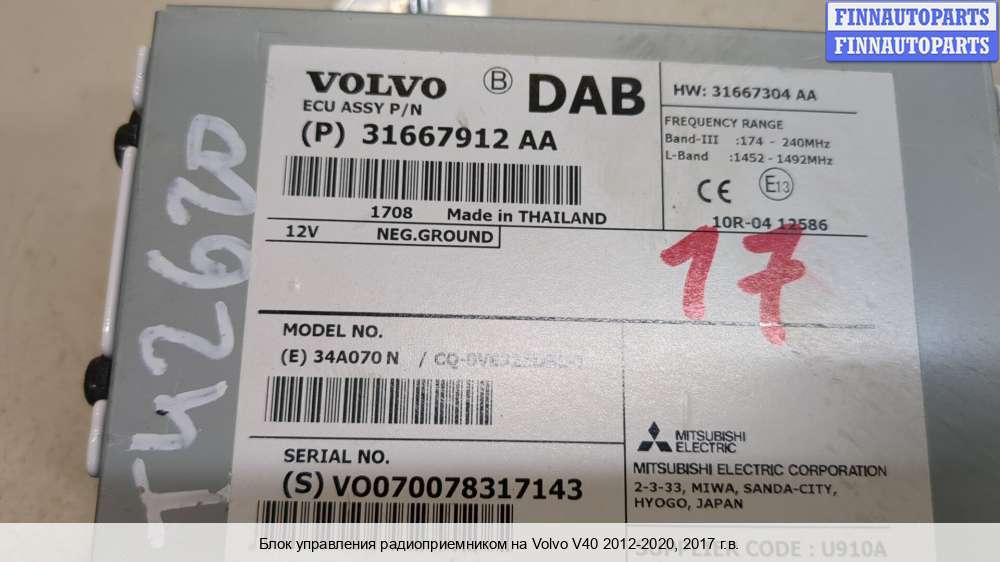 FINNAUTOPARTS
FINNAUTOPARTS
VOLVO B DAB
ECU ASSY P/N
(P) 31667912 AA
HW: 31667304 AA
FREQUENCY RANGE
Band-III :174 - 240MHz
L-Band :1452 - 1492MHz
CE E13
10R-04 12586
1708 Made in THAILAND
12V NEG.GROUND
17
MODEL NO.
(E) 34A070 N /
SERIAL NO.
(S) VO070078317143
MITSUBISHI
ELECTRIC
MITSUBISHI ELECTRIC CORPORATION
2-3-33, MIWA, SANDA-CITY,
HYOGO, JAPAN
SUPPLIER CODE : U910A
Блок управления радиоприемником на Volvo V40 2012-2020, 2017 г.в.